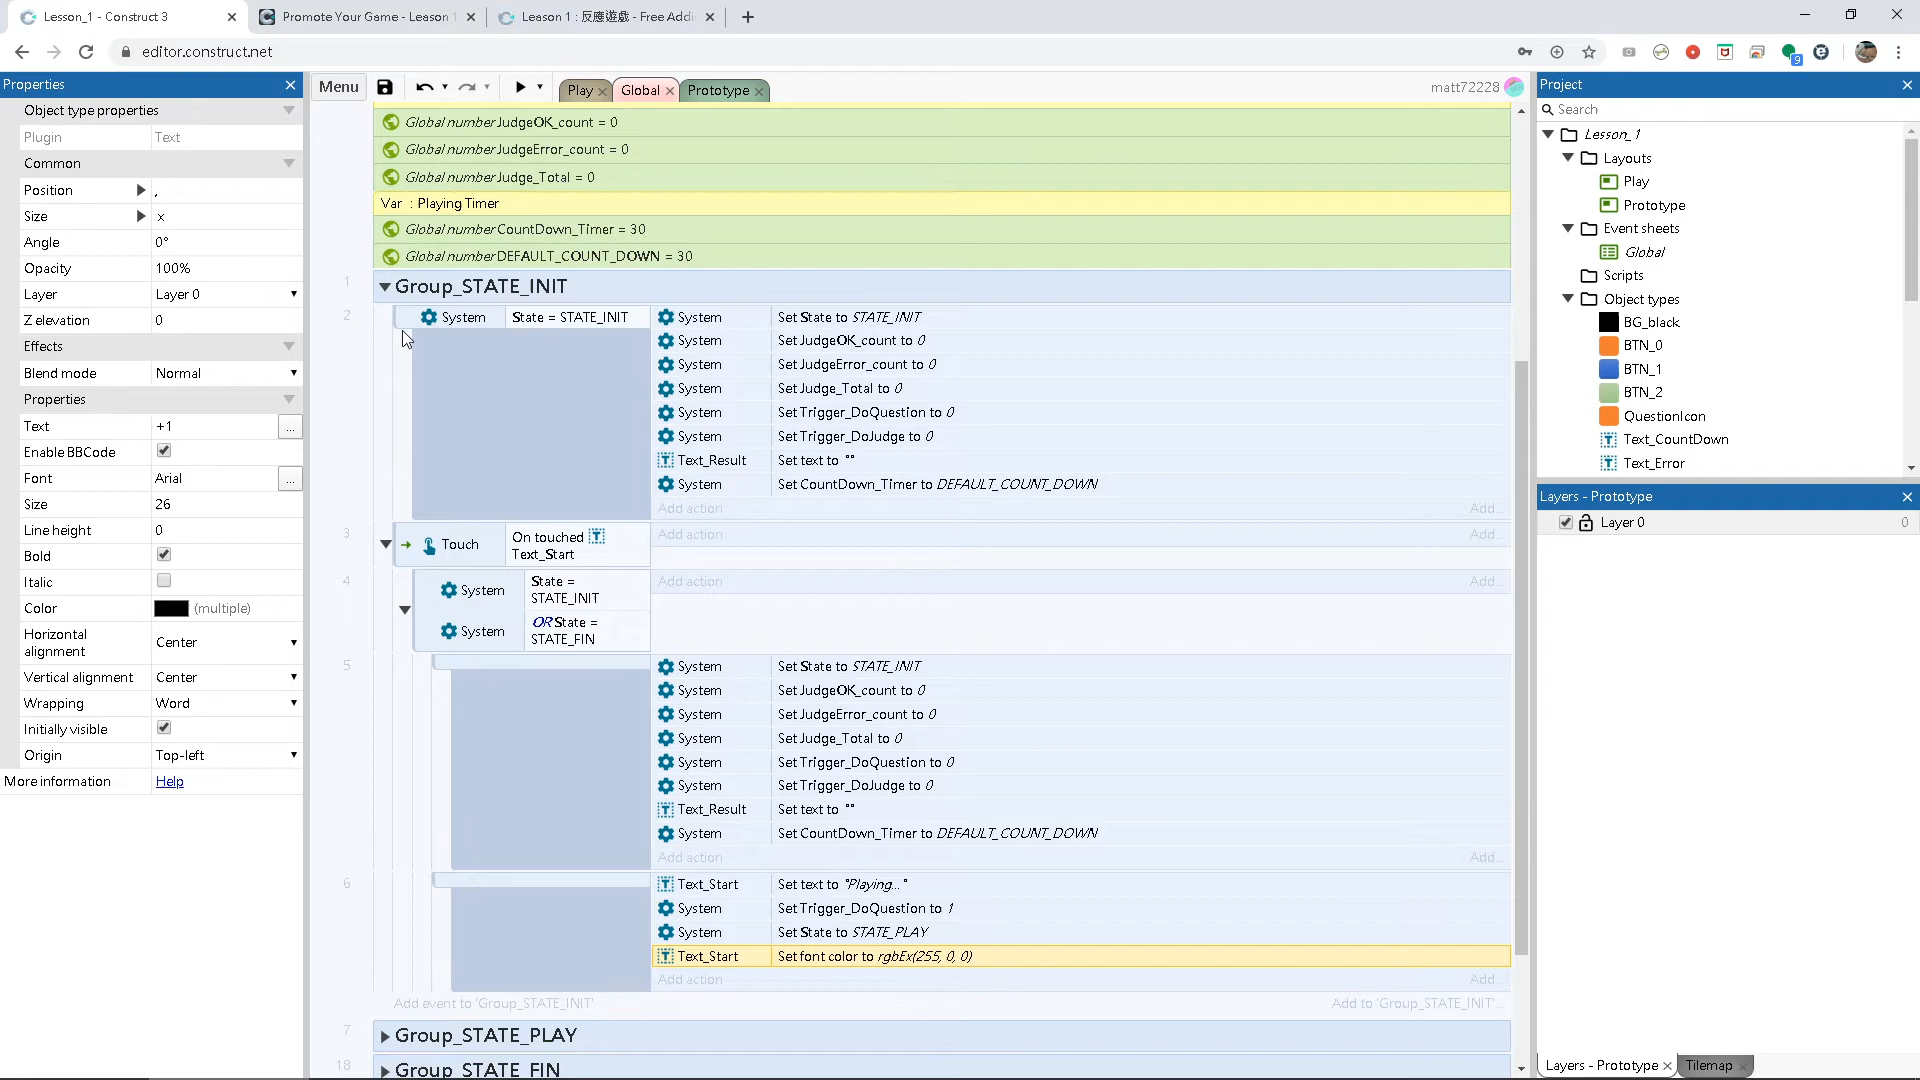 Lesson_1 - Construct 3
Promote Your Game - Leason 1
Leason 1 : 反應遊戲 - Free Addi
editor.construct.net
9
Properties
Object type properties
Plugin Text
Common
Position ,
Size x
Angle 0°
Opacity 100%
Layer Layer 0
Z elevation 0
Effects
Blend mode Normal
Properties
Text +1 ...
Enable BBCode
Font Arial ...
Size 26
Line height 0
Bold
Italic
Color (multiple)
Horizontal alignment Center
Vertical alignment Center
Wrapping Word
Initially visible
Origin Top-left
More information Help
Menu
Play Global Prototype
matt72228
Global number JudgeOK_count = 0
Global number JudgeError_count = 0
Global number Judge_Total = 0
Var : Playing Timer
Global number CountDown_Timer = 30
Global number DEFAULT_COUNT_DOWN = 30
1 Group_STATE_INIT
2 System State = STATE_INIT System Set State to STATE_INIT
System Set JudgeOK_count to 0
System Set JudgeError_count to 0
System Set Judge_Total to 0
System Set Trigger_DoQuestion to 0
System Set Trigger_DoJudge to 0
Text_Result Set text to ""
System Set CountDown_Timer to DEFAULT_COUNT_DOWN
Add action Add...
3 Touch On touched Text_Start Add action Add...
4 System State = STATE_INIT Add action Add...
System OR State = STATE_FIN
5 System Set State to STATE_INIT
System Set JudgeOK_count to 0
System Set JudgeError_count to 0
System Set Judge_Total to 0
System Set Trigger_DoQuestion to 0
System Set Trigger_DoJudge to 0
Text_Result Set text to ""
System Set CountDown_Timer to DEFAULT_COUNT_DOWN
Add action Add...
6 Text_Start Set text to "Playing..."
System Set Trigger_DoQuestion to 1
System Set State to STATE_PLAY
Text_Start Set font color to rgbEx(255, 0, 0)
Add action Add...
Add event to 'Group_STATE_INIT' Add to 'Group_STATE_INIT'...
7 Group_STATE_PLAY
18 Group_STATE_FIN
Project
Search
Lesson_1
Layouts
Play
Prototype
Event sheets
Global
Scripts
Object types
BG_black
BTN_0
BTN_1
BTN_2
QuestionIcon
Text_CountDown
Text_Error
Layers - Prototype
Layer 0 0
Layers - Prototype Tilemap